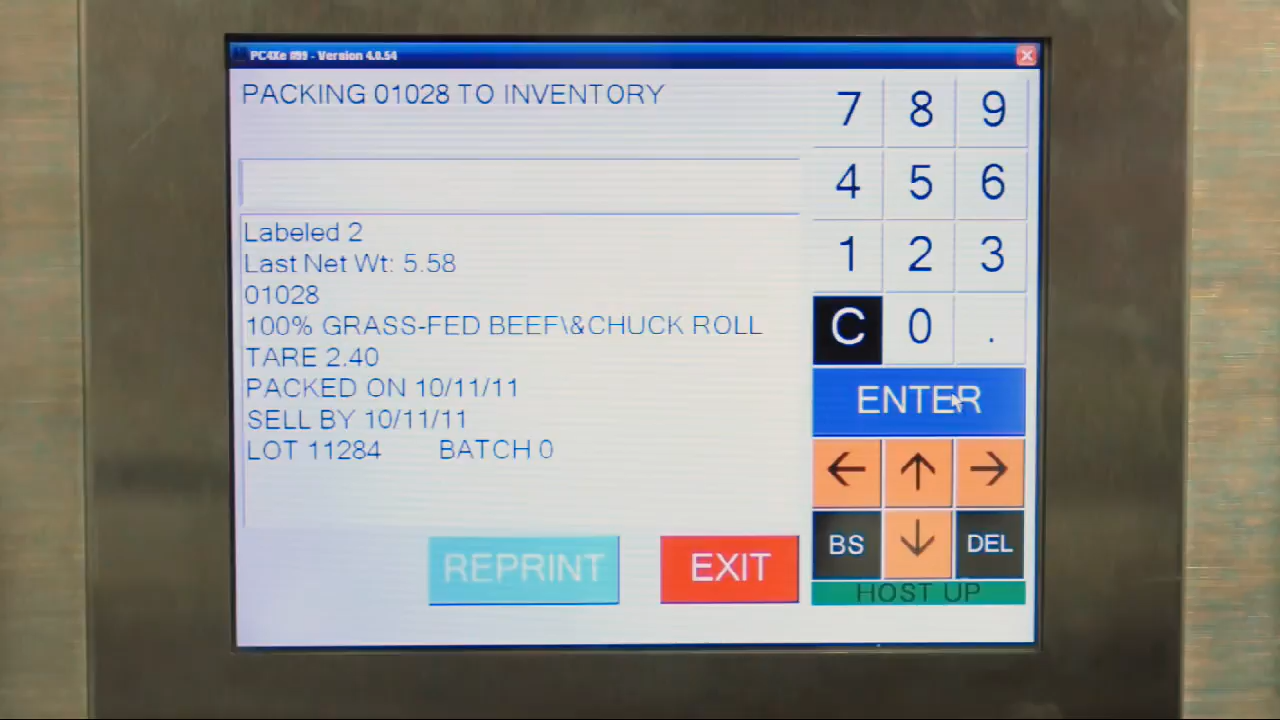 PC4Xe #99 - Version 4.8.54
PACKING 01028 TO INVENTORY
Labeled 2
Last Net Wt: 5.58
01028
100% GRASS-FED BEEF\&CHUCK ROLL
TARE 2.40
PACKED ON 10/11/11
SELL BY 10/11/11
LOT 11284 BATCH 0
REPRINT EXIT
7 8 9
4 5 6
1 2 3
C 0 .
ENTER
← ↑ →
BS ↓ DEL
HOST UP